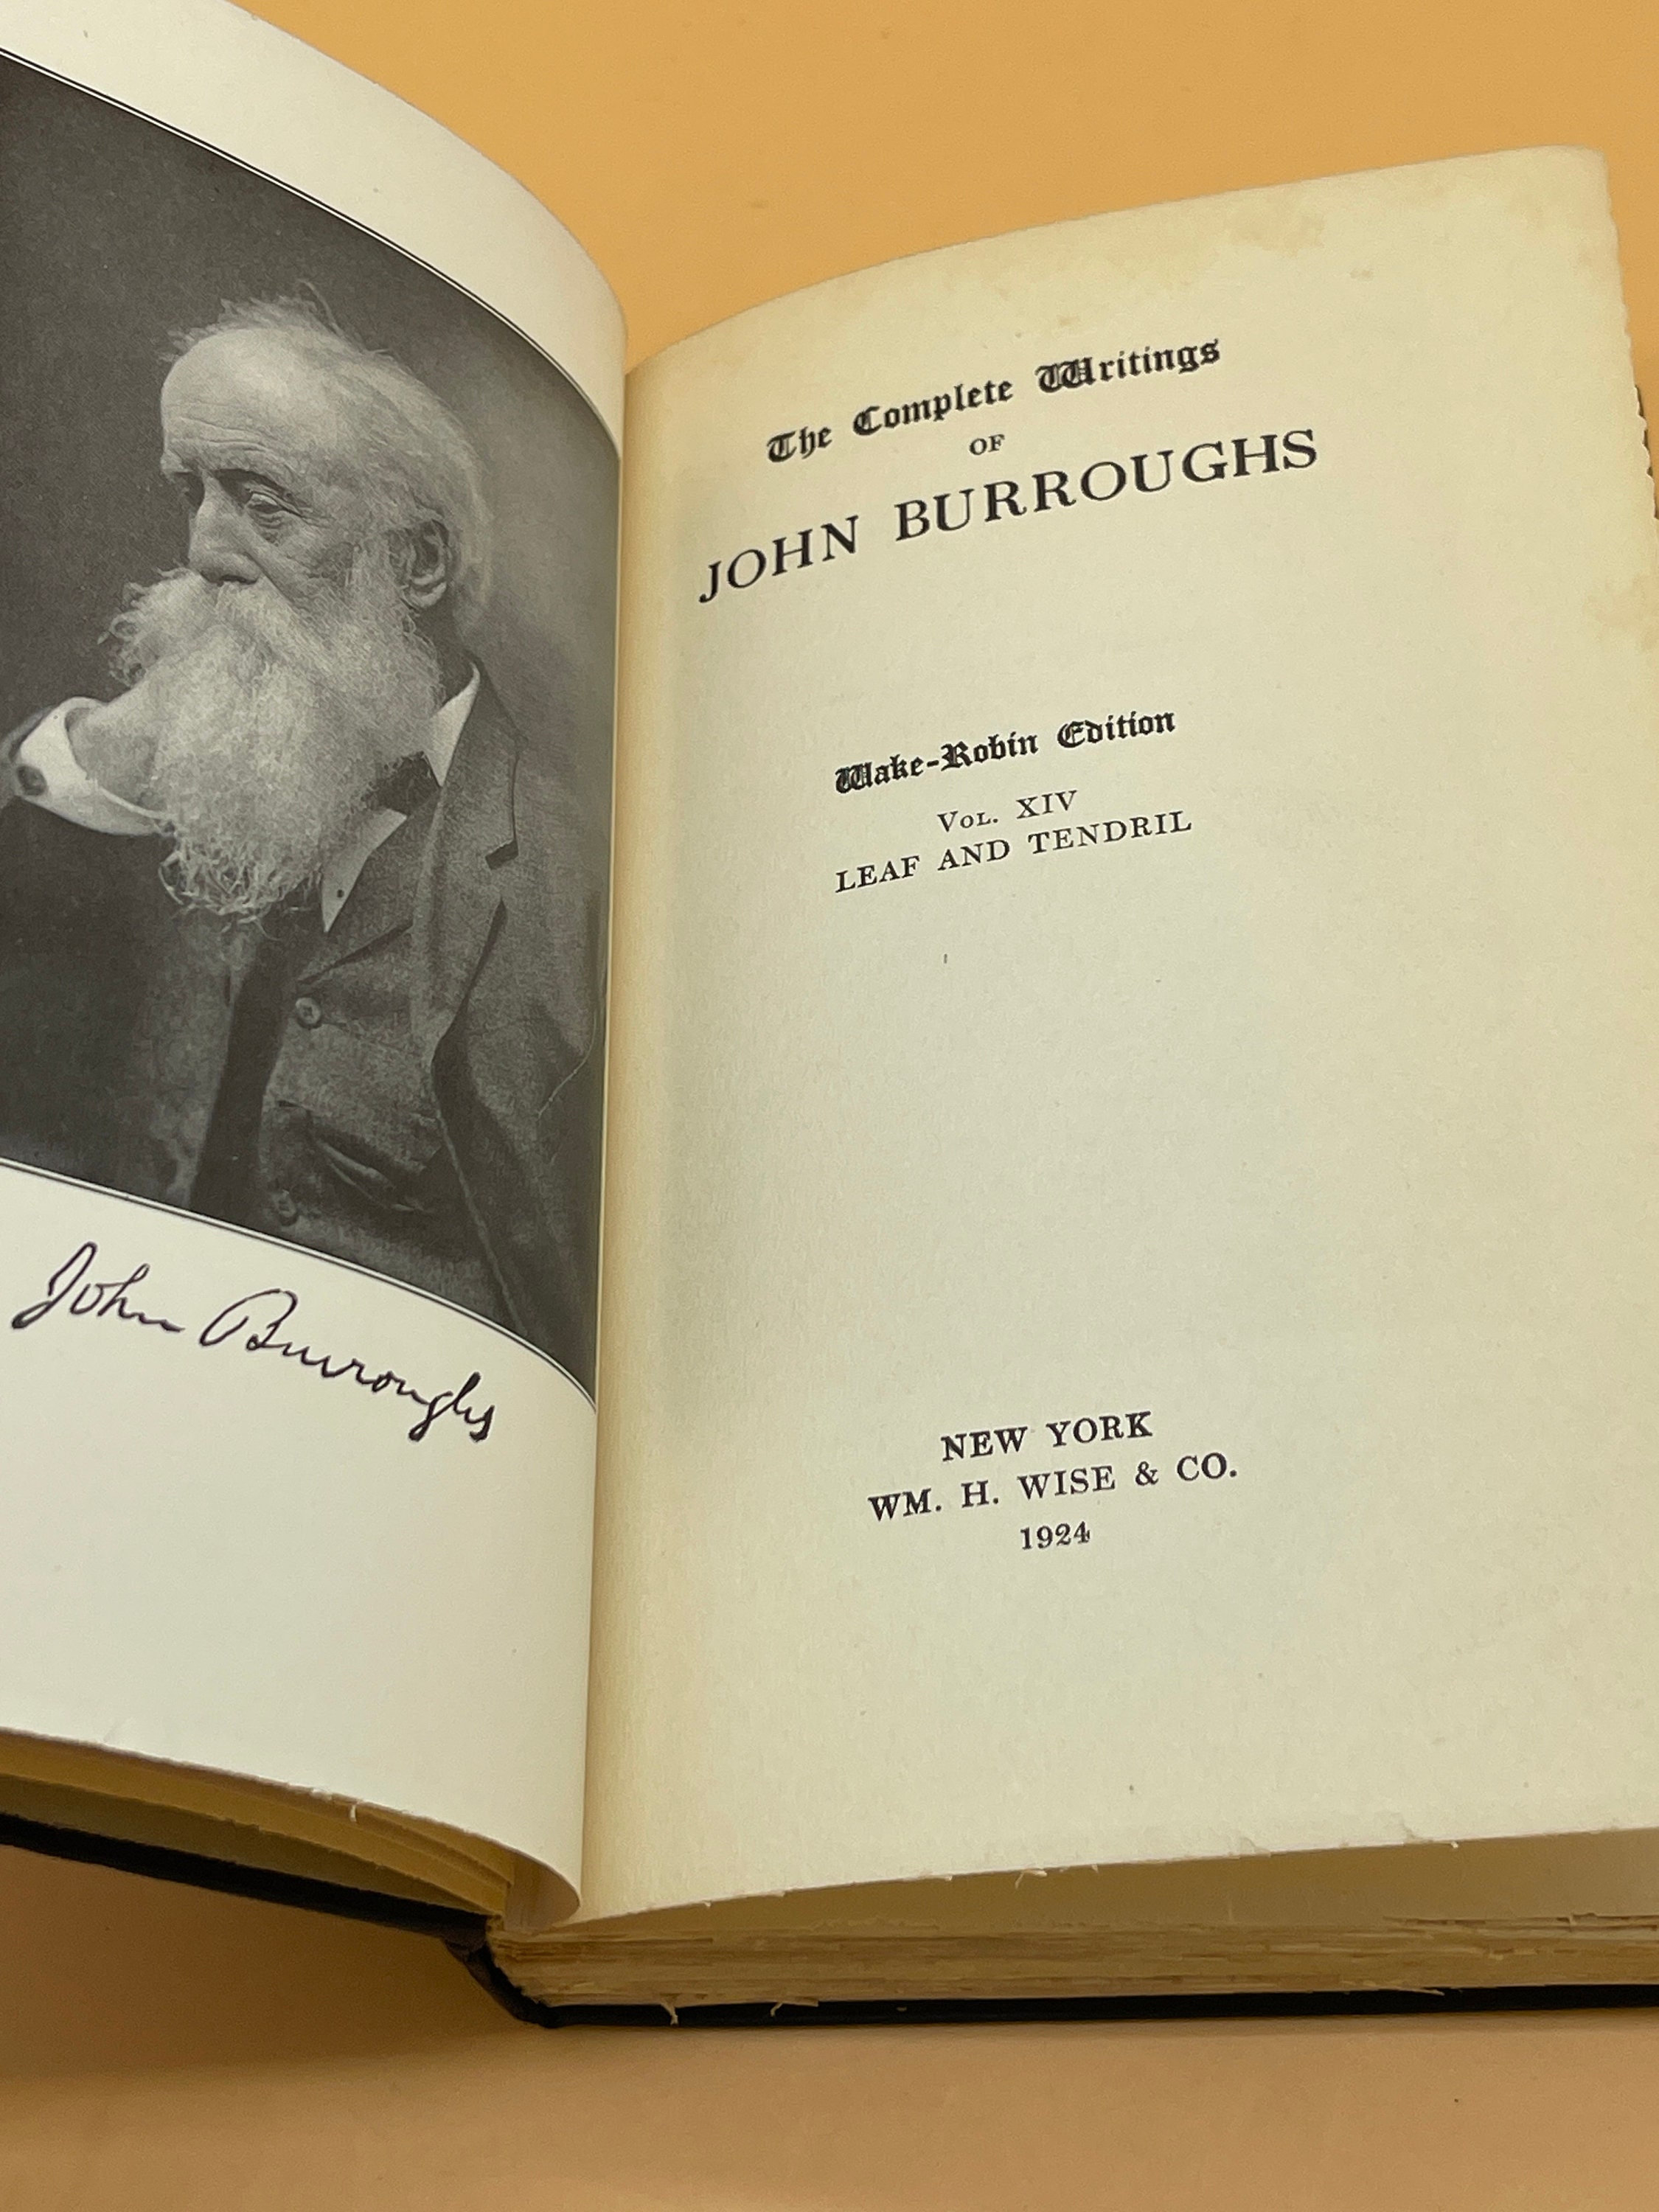 John Burroughs
The Complete Writings
OF
JOHN BURROUGHS
Wake-Robin Edition
VOL. XIV
LEAF AND TENDRIL
NEW YORK
WM. H. WISE & CO.
1924